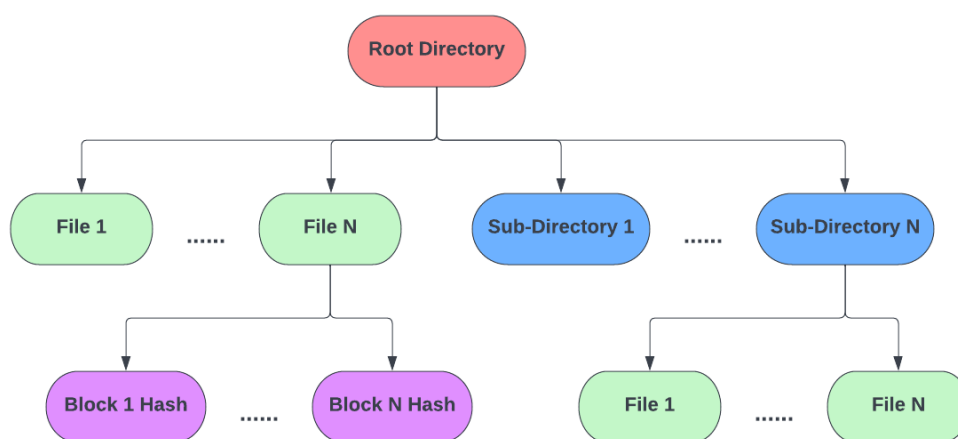 Root Directory
File 1
......
File N
Sub-Directory 1
......
Sub-Directory N
Block 1 Hash
......
Block N Hash
File 1
......
File N